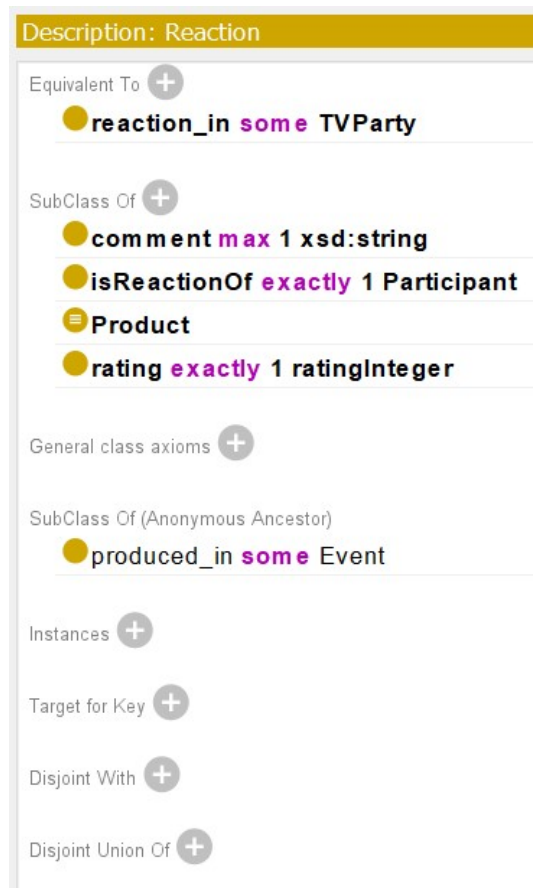 Description: Reaction
Equivalent To
reaction_in some TVParty
SubClass Of
comment max 1 xsd:string
isReactionOf exactly 1 Participant
Product
rating exactly 1 ratingInteger
General class axioms
SubClass Of (Anonymous Ancestor)
produced_in some Event
Instances
Target for Key
Disjoint With
Disjoint Union Of